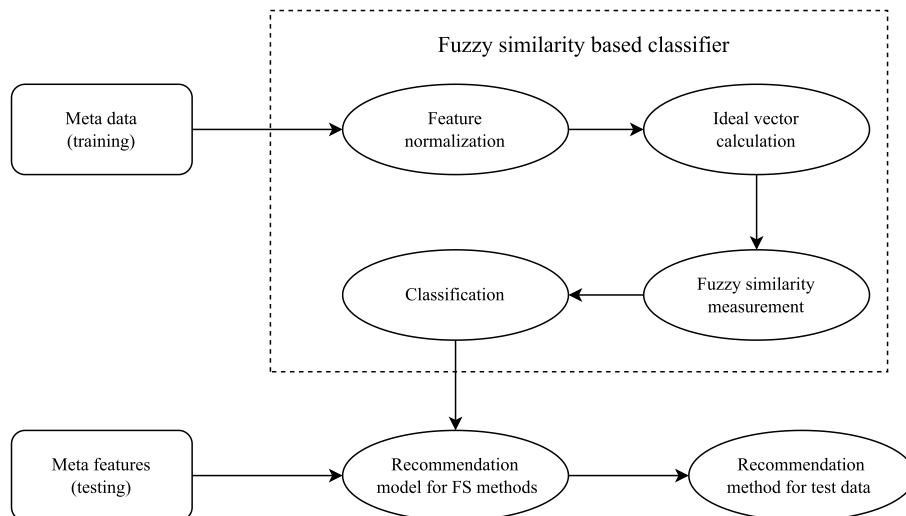 Fuzzy similarity based classifier
Meta data
(training)
Feature
normalization
Ideal vector
calculation
Classification
Fuzzy similarity
measurement
Meta features
(testing)
Recommendation
model for FS methods
Recommendation
method for test data